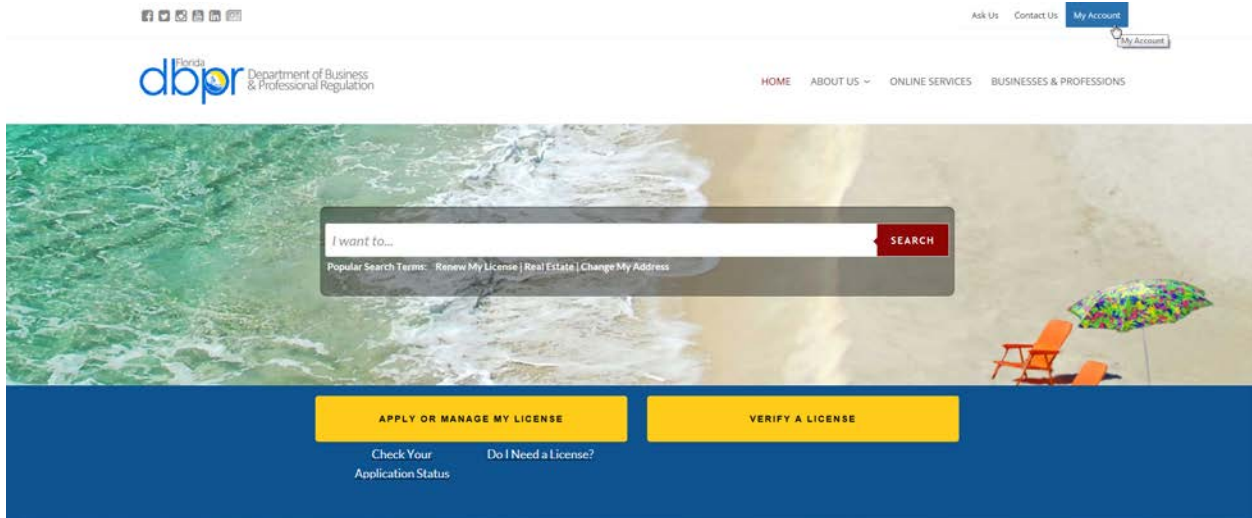 Ask Us Contact Us My Account
My Account
Florida
dbpr Department of Business
& Professional Regulation
HOME ABOUT US ONLINE SERVICES BUSINESSES & PROFESSIONS
I want to... SEARCH
Popular Search Terms: Renew My License | Real Estate | Change My Address
APPLY OR MANAGE MY LICENSE VERIFY A LICENSE
Check Your Do I Need a License?
Application Status